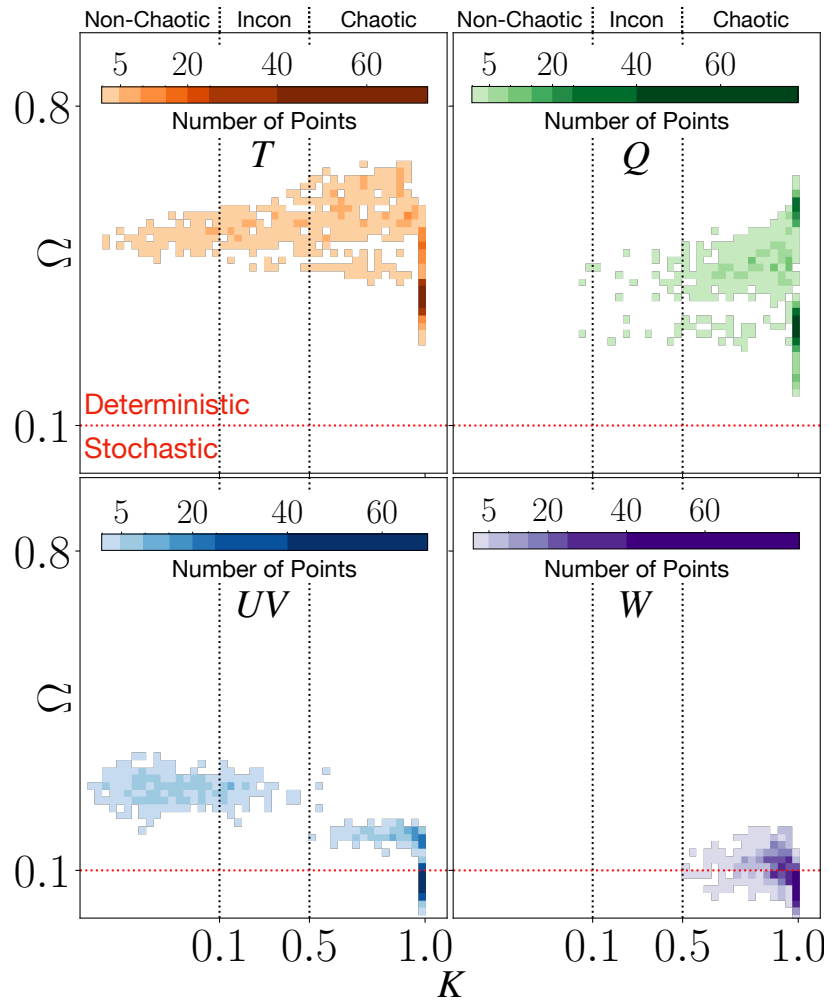 Non-Chaotic Incon Chaotic Non-Chaotic Incon Chaotic
5 20 40 60 5 20 40 60
0.8
Number of Points Number of Points
T Q
Ω
Deterministic
0.1
Stochastic
5 20 40 60 5 20 40 60
0.8
Number of Points Number of Points
UV W
Ω
0.1
0.1 0.5 1.0 0.1 0.5 1.0
K